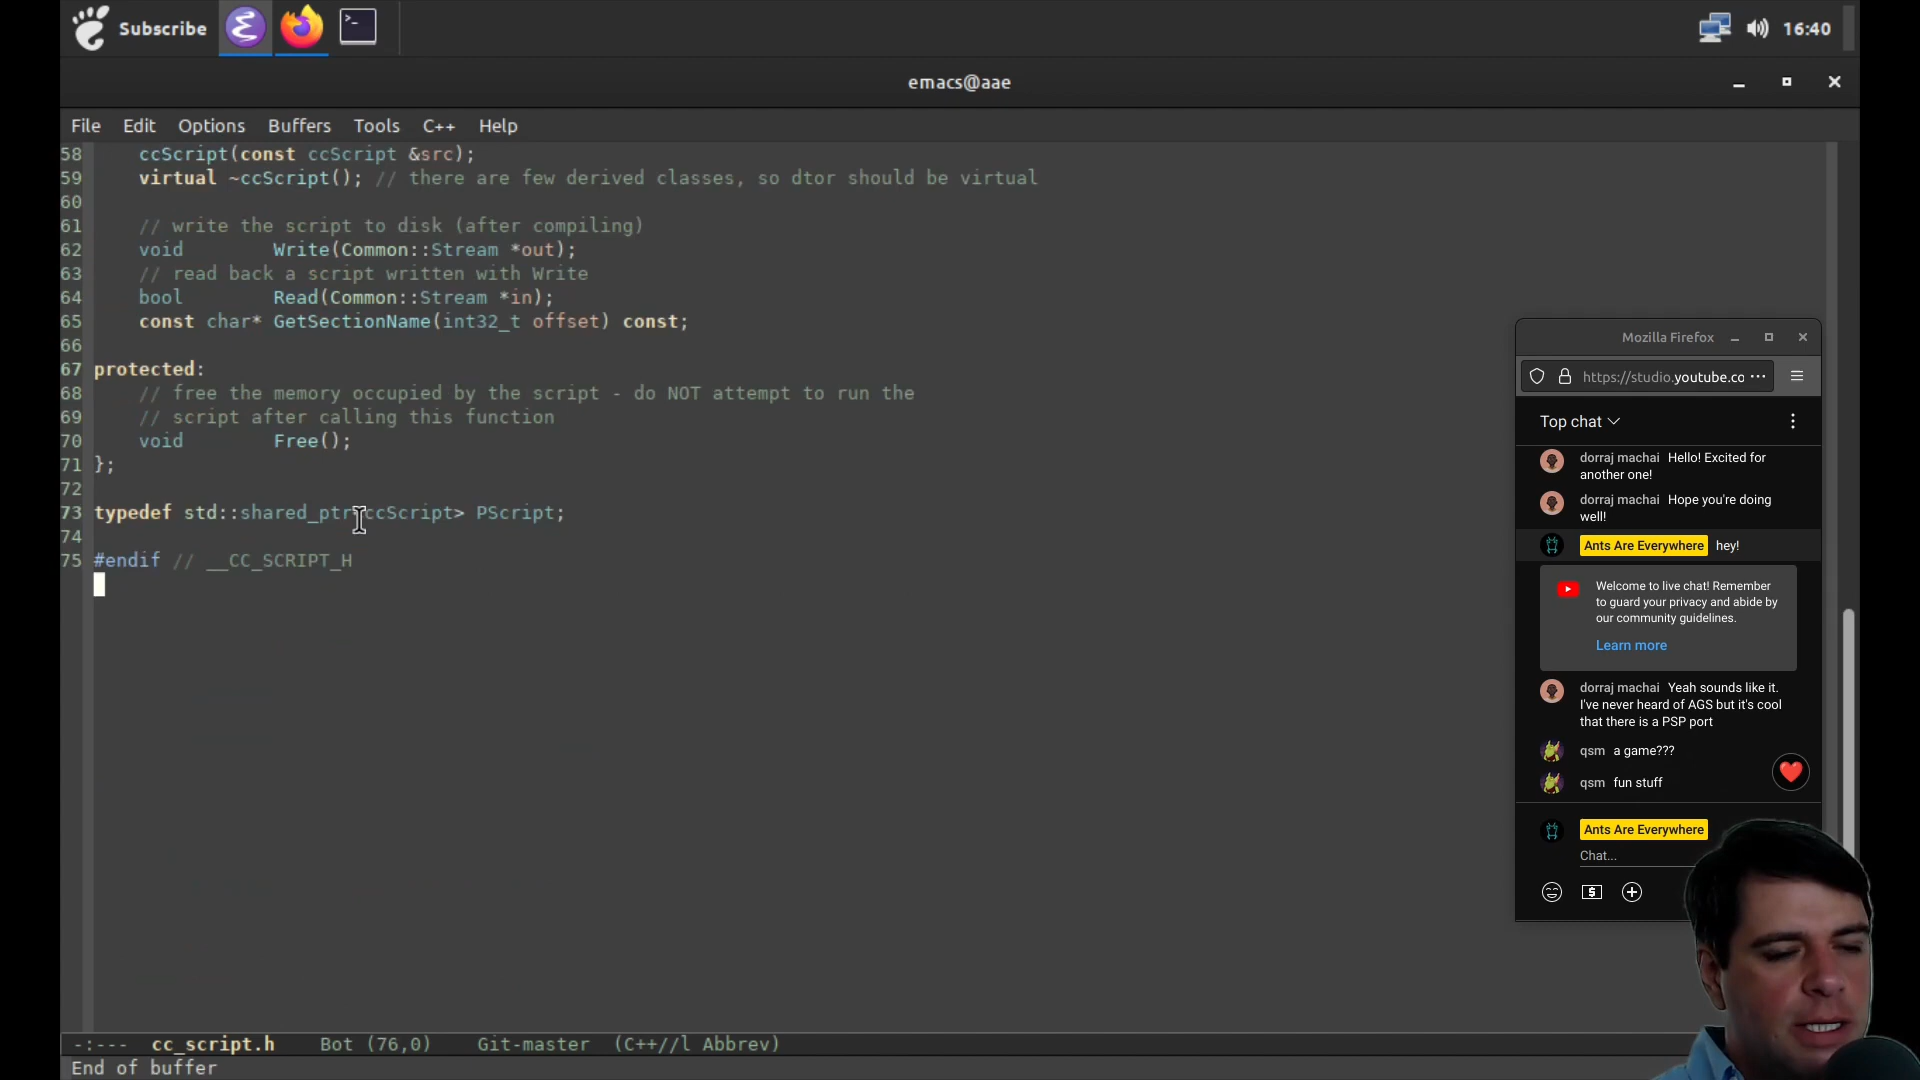 Subscribe
16:40
emacs@aae
File Edit Options Buffers Tools C++ Help
58 ccScript(const ccScript &src);
59 virtual ~ccScript(); // there are few derived classes, so dtor should be virtual
60
61 // write the script to disk (after compiling)
62 void Write(Common::Stream *out);
63 // read back a script written with Write
64 bool Read(Common::Stream *in);
65 const char* GetSectionName(int32_t offset) const;
66
67 protected:
68 // free the memory occupied by the script - do NOT attempt to run the
69 // script after calling this function
70 void Free();
71 };
72
73 typedef std::shared_ptr<ccScript> PScript;
74
75 #endif // __CC_SCRIPT_H
-:--- cc_script.h Bot (76,0) Git-master (C++//l Abbrev)
End of buffer
Mozilla Firefox
https://studio.youtube.co
Top chat
dorraj machai Hello! Excited for
another one!
dorraj machai Hope you're doing
well!
Ants Are Everywhere hey!
Welcome to live chat! Remember
to guard your privacy and abide by
our community guidelines.
Learn more
dorraj machai Yeah sounds like it.
I've never heard of AGS but it's cool
that there is a PSP port
qsm a game???
qsm fun stuff
Ants Are Everywhere
Chat...